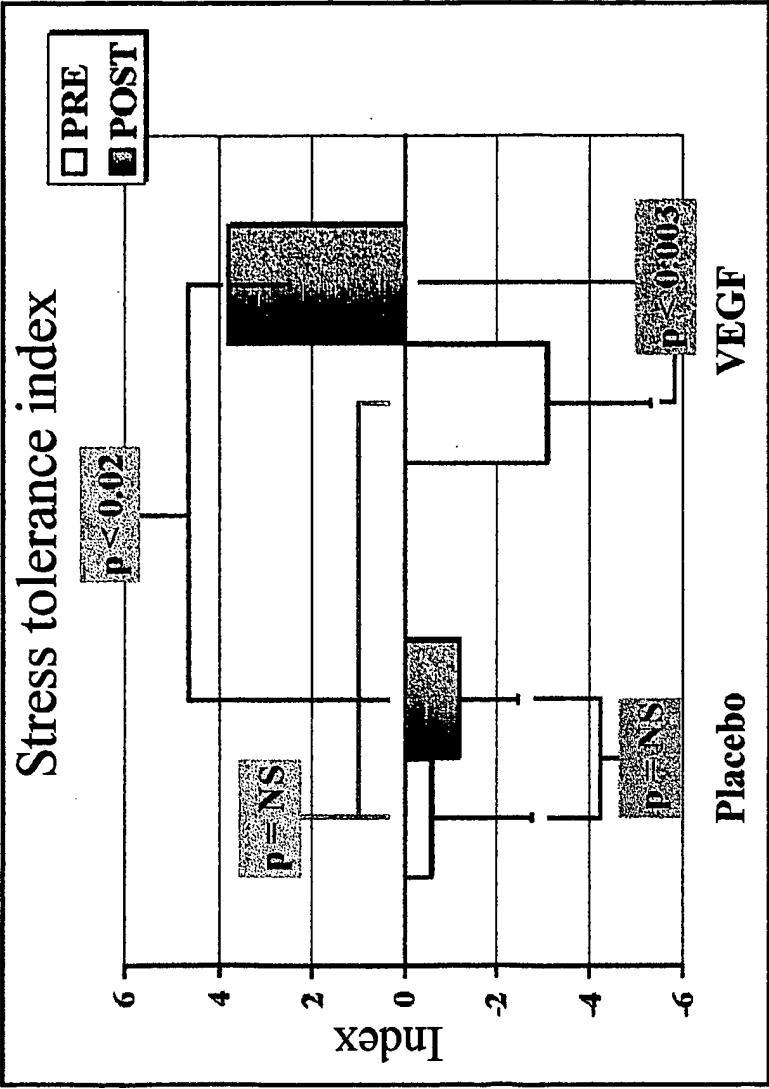 Stress tolerance index
PRE
POST
p<0.02
p=NS
p=NS
p<0.003
6
4
2
0
-2
-4
-6
Index
Placebo
VEGF